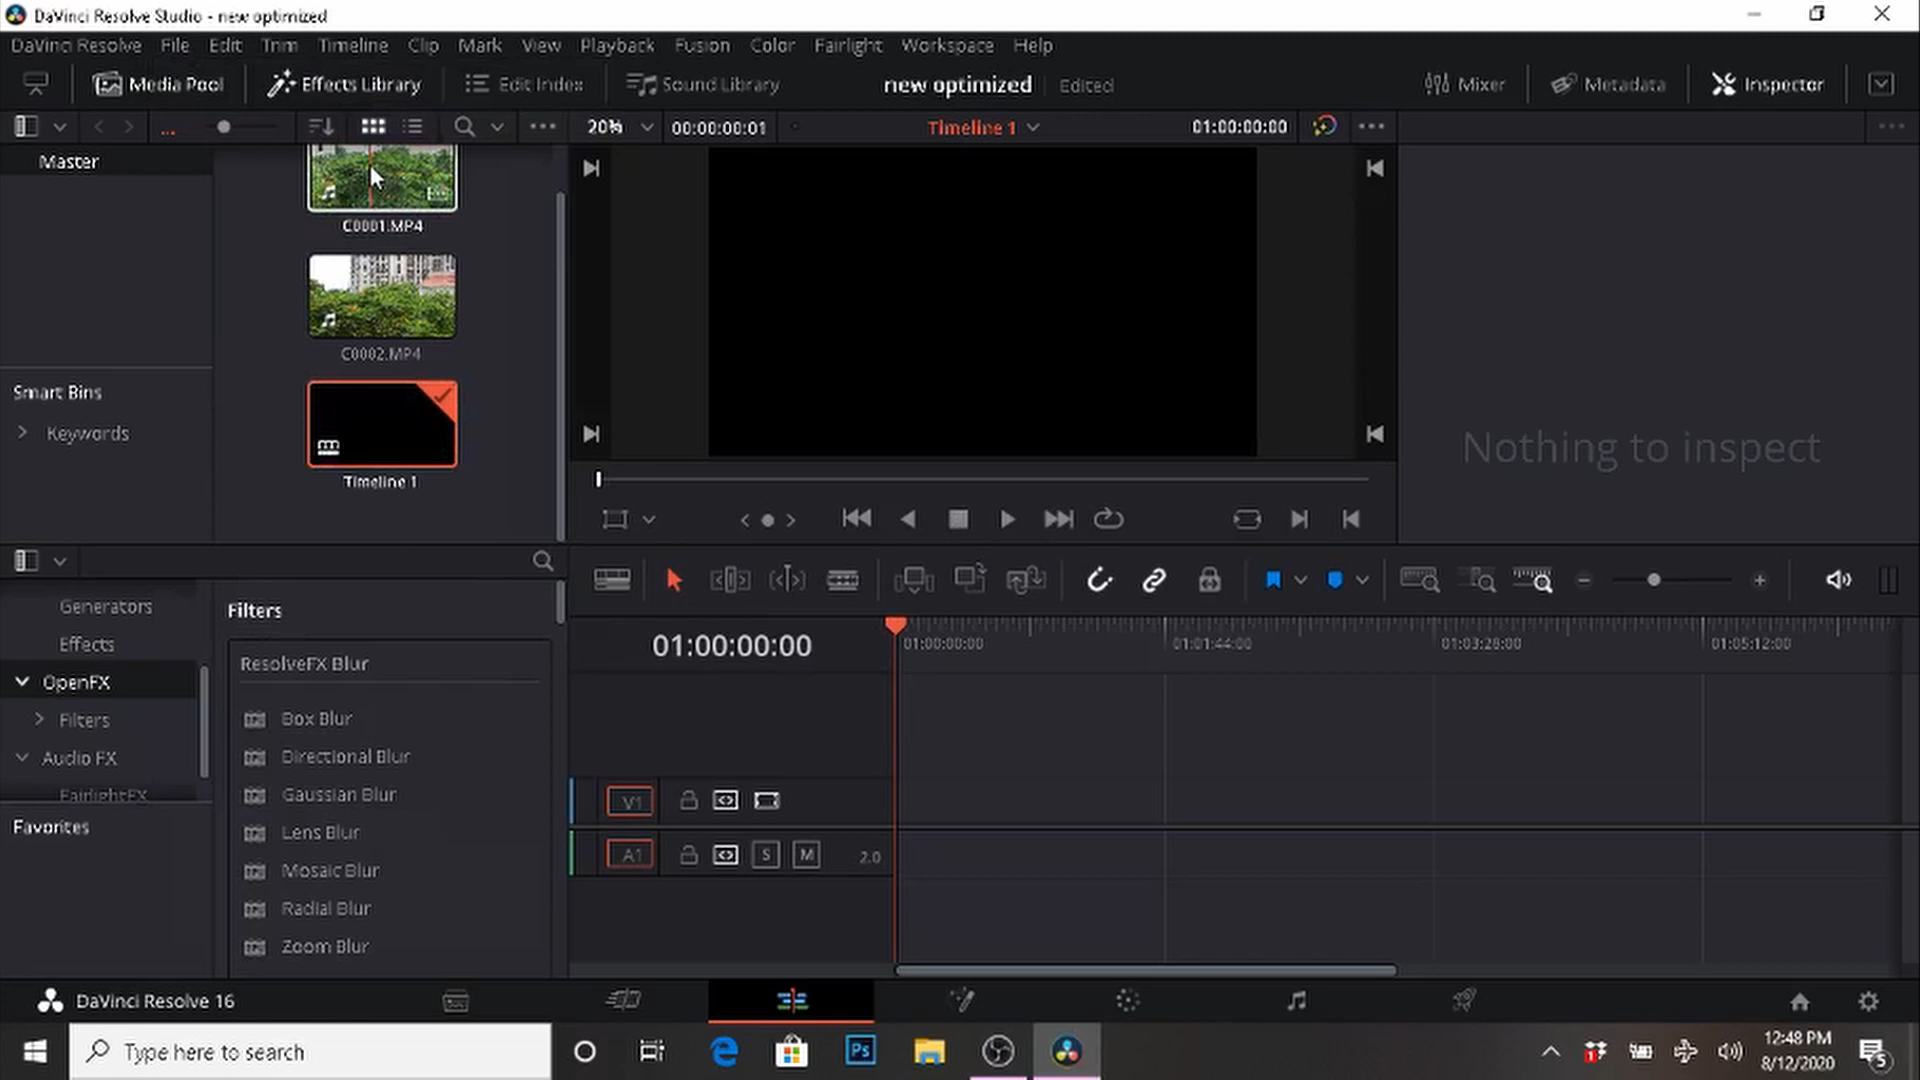 DaVinci Resolve Studio - new optimized
DaVinci Resolve File Edit Trim Timeline Clip Mark View Playback Fusion Color Fairlight Workspace Help
Media Pool Effects Library Edit Index Sound Library new optimized Edited Mixer Metadata Inspector
... 20% 00:00:00:01 Timeline 1 01:00:00:00
Master
C0001.MP4
C0002.MP4
Smart Bins
Keywords
Timeline 1
Nothing to inspect
Generators
Effects
OpenFX
Filters
Audio FX
FairlightFX
Favorites
Filters
ResolveFX Blur
Box Blur
Directional Blur
Gaussian Blur
Lens Blur
Mosaic Blur
Radial Blur
Zoom Blur
01:00:00:00 01:00:00:00 01:01:44:00 01:03:28:00 01:05:12:00
V1
A1 S M 2.0
DaVinci Resolve 16
Type here to search
Ps
1
12:48 PM
8/12/2020
5